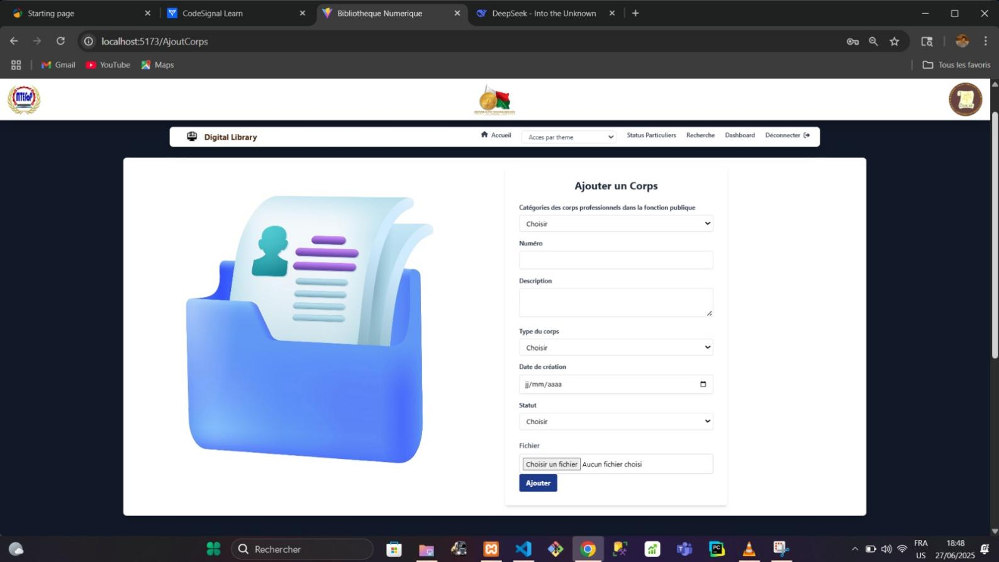 Starting page
CodeSignal Learn
Bibliotheque Numerique
DeepSeek - Into the Unknown
localhost:5173/AjoutCorps
Gmail
YouTube
Maps
Tous les favoris
MTEFoP
Digital Library
Accueil
Acces par theme
Status Particuliers
Recherche
Dashboard
Déconnecter
Ajouter un Corps
Catégories des corps professionnels dans la fonction publique
Choisir
Numéro
Description
Type du corps
Choisir
Date de création
jj/mm/aaaa
Statut
Choisir
Fichier
Choisir un fichier Aucun fichier choisi
Ajouter
Rechercher
PC
FRA
US
18:48
27/06/2025